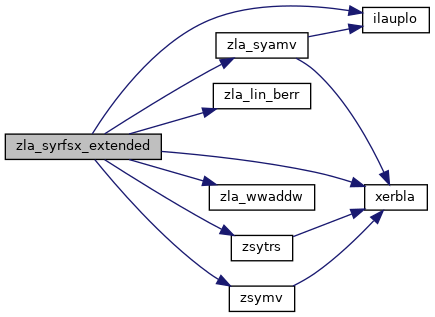 ilauplo
zla_syamv
zla_lin_berr
zla_syrfsx_extended
zla_wwaddw
xerbla
zsytrs
zsymv